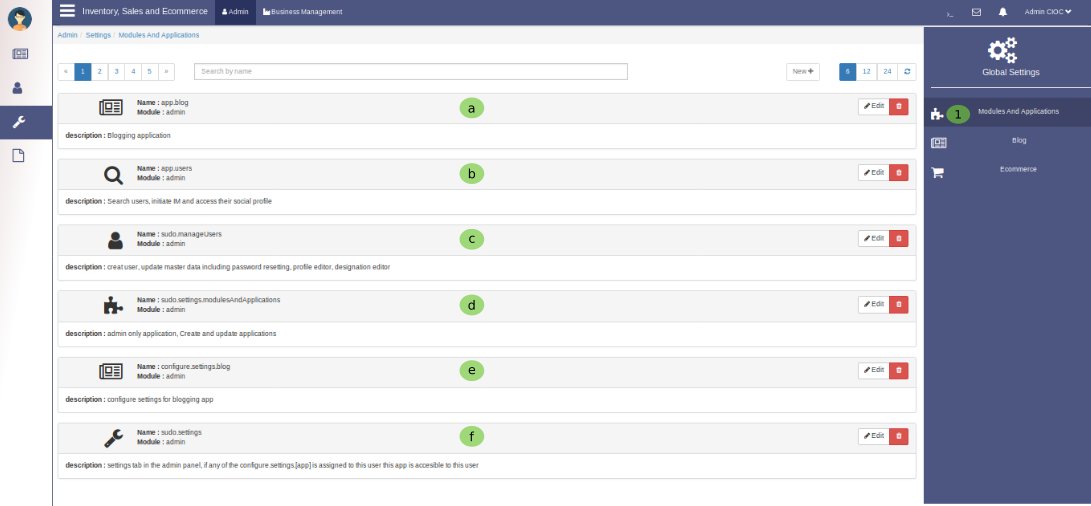 Inventory, Sales and Ecommerce Admin Business Management Admin CIOC
Admin / Settings / Modules And Applications
« 1 2 3 4 5 » Search by name New 6 12 24
Name : app.blog
Module : admin
a
Edit
description : Blogging application
Name : app.users
Module : admin
b
Edit
description : Search users, initiate IM and access their social profile
Name : sudo.manageUsers
Module : admin
c
Edit
description : creat user, update master data including password resetting, profile editor, designation editor
Name : sudo.settings.modulesAndApplications
Module : admin
d
Edit
description : admin only application, Create and update applications
Name : configure.settings.blog
Module : admin
e
Edit
description : configure settings for blogging app
Name : sudo.settings
Module : admin
f
Edit
description : settings tab in the admin panel, if any of the configure.settings.[app] is assigned to this user this app is accesible to this user
Global Settings
1 Modules And Applications
Blog
Ecommerce